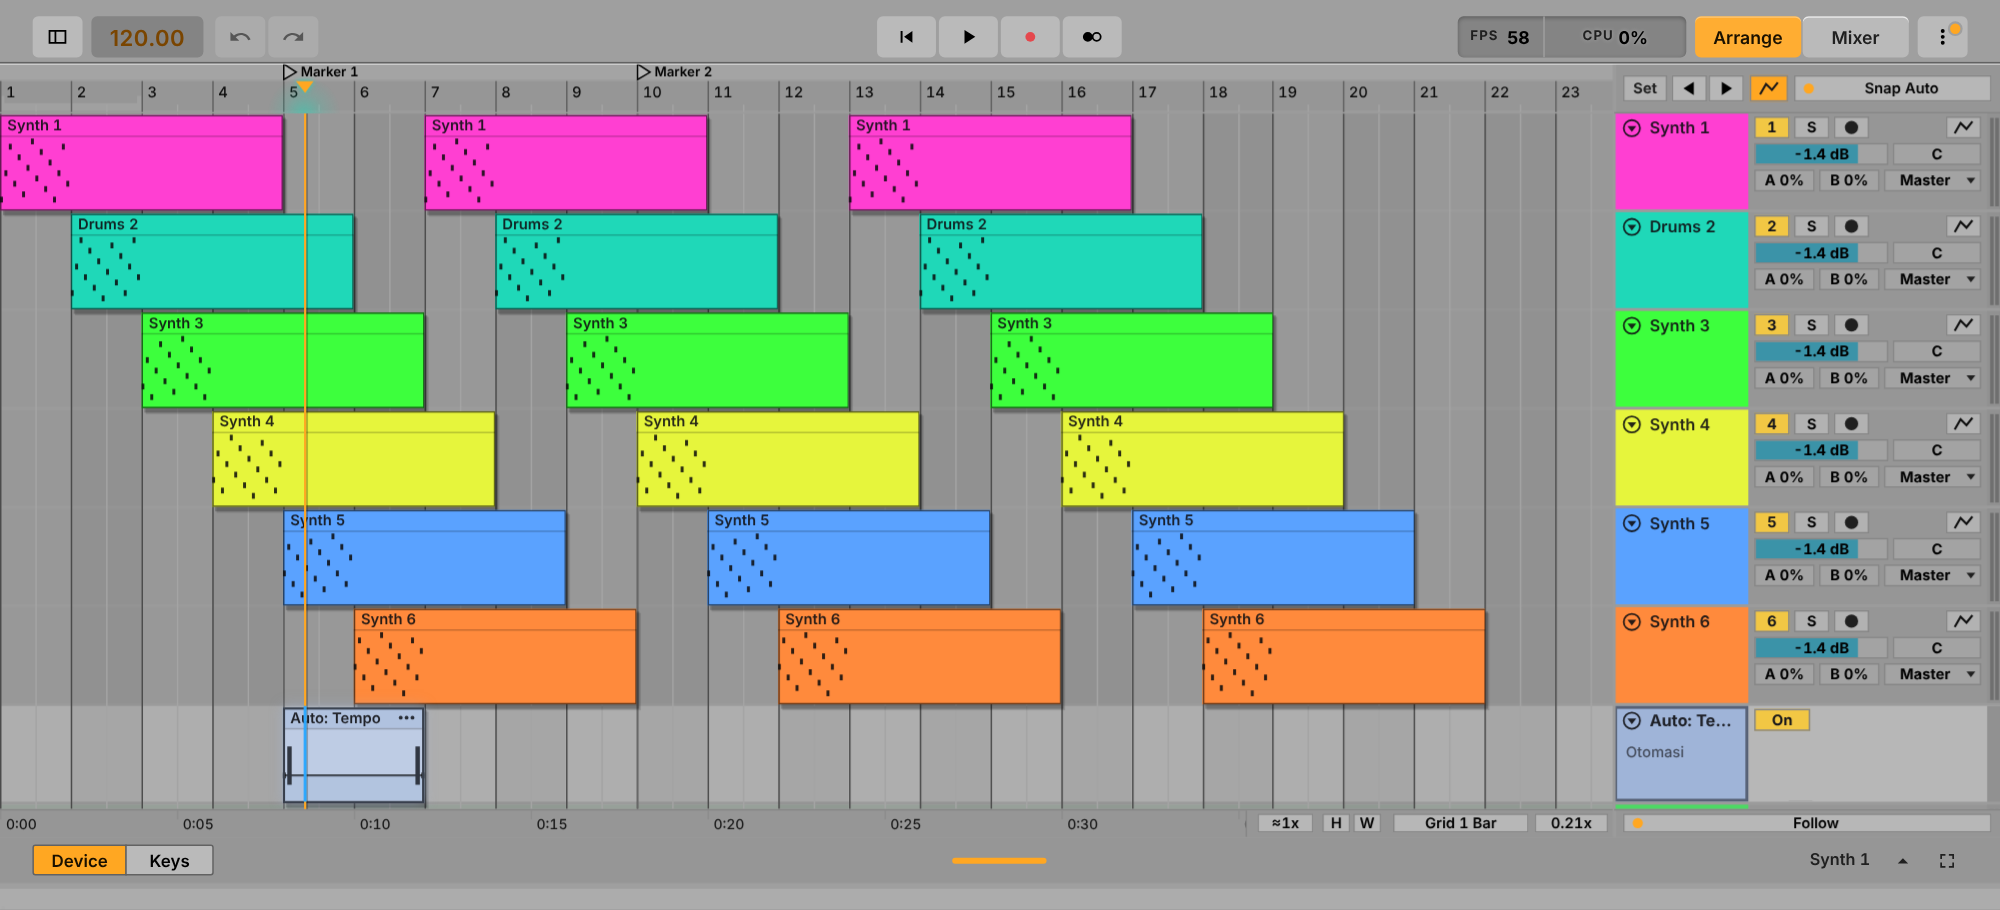 120.00
FPS 58
CPU 0%
Arrange
Mixer
Marker 1
Marker 2
1 2 3 4 5 6 7 8 9 10 11 12 13 14 15 16 17 18 19 20 21 22 23
Set
Snap Auto
Synth 1 Synth 1 Synth 1
Synth 1
1 S
-1.4 dB C
A 0% B 0% Master
Drums 2 Drums 2 Drums 2
Drums 2
2 S
-1.4 dB C
A 0% B 0% Master
Synth 3 Synth 3 Synth 3
Synth 3
3 S
-1.4 dB C
A 0% B 0% Master
Synth 4 Synth 4 Synth 4
Synth 4
4 S
-1.4 dB C
A 0% B 0% Master
Synth 5 Synth 5 Synth 5
Synth 5
5 S
-1.4 dB C
A 0% B 0% Master
Synth 6 Synth 6 Synth 6
Synth 6
6 S
-1.4 dB C
A 0% B 0% Master
Auto: Tempo
Auto: Te...
On
Otomasi
0:00 0:05 0:10 0:15 0:20 0:25 0:30
≈1x
H
W
Grid 1 Bar
0.21x
Follow
Device
Keys
Synth 1